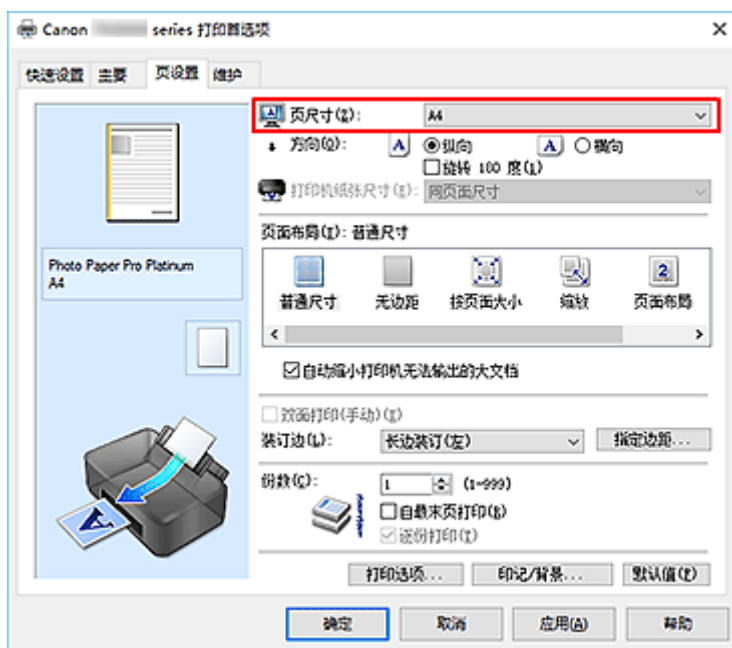 Canon series 打印首选项
快速设置 主要 页设置 维护
页尺寸(Z): A4
方向(O): A 纵向 A 横向
旋转 180 度(1)
打印机纸张尺寸(E): 同页面尺寸
页面布局(I): 普通尺寸
Photo Paper Pro Platinum
A4
普通尺寸 无边距 按页面大小 缩放 页面布局
自动缩小打印机无法输出的大文档
双面打印(手动)(X)
装订边(L): 长边装订(左) 指定边距...
份数(C): 1 (1-999)
自最末页打印(R)
逐份打印(T)
打印选项... 印记/背景... 默认值(F)
确定 取消 应用(A) 帮助